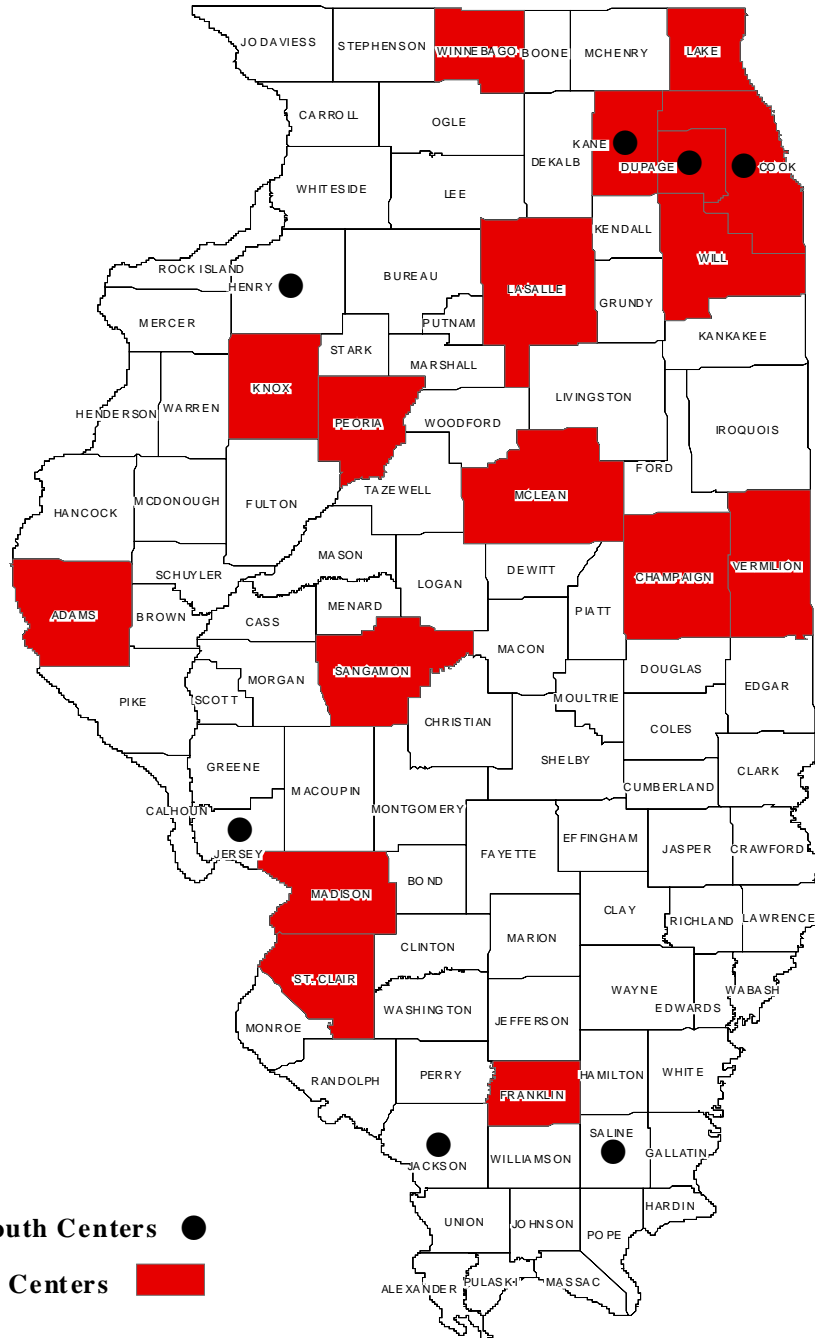 JO DAVIESS
STEPHENSON
WINNEBAGO
BOONE
MCHENRY
LAKE
CARROLL
OGLE
KANE
DEKALB
DUPAGE
COOK
WHITESIDE
LEE
KENDALL
WILL
ROCK ISLAND
HENRY
BUREAU
LASALLE
GRUNDY
MERCER
PUTNAM
KANKAKEE
STARK
MARSHALL
KNOX
HENDERSON
WARREN
PEORIA
WOODFORD
LIVINGSTON
IROQUOIS
FORD
HANCOCK
MCDONOUGH
FULTON
TAZEWELL
MCLEAN
MASON
SCHUYLER
LOGAN
DEWITT
CHAMPAIGN
VERMILION
ADAMS
BROWN
CASS
MENARD
PIATT
MACON
SANGAMON
MORGAN
DOUGLAS
EDGAR
PIKE
SCOTT
MOULTRIE
CHRISTIAN
COLES
GREENE
SHELBY
CLARK
MACOUPIN
CUMBERLAND
CALHOUN
MONTGOMERY
JERSEY
FAYETTE
EFFINGHAM
JASPER
CRAWFORD
MADISON
BOND
CLAY
RICHLAND
LAWRENCE
MARION
CLINTON
ST. CLAIR
WAYNE
WABASH
EDWARDS
WASHINGTON
JEFFERSON
MONROE
RANDOLPH
PERRY
HAMILTON
WHITE
FRANKLIN
SALINE
JACKSON
WILLIAMSON
GALLATIN
HARDIN
UNION
JOHNSON
POPE
outh Centers
Centers
ALEXANDER
PULASKI
MASSAC